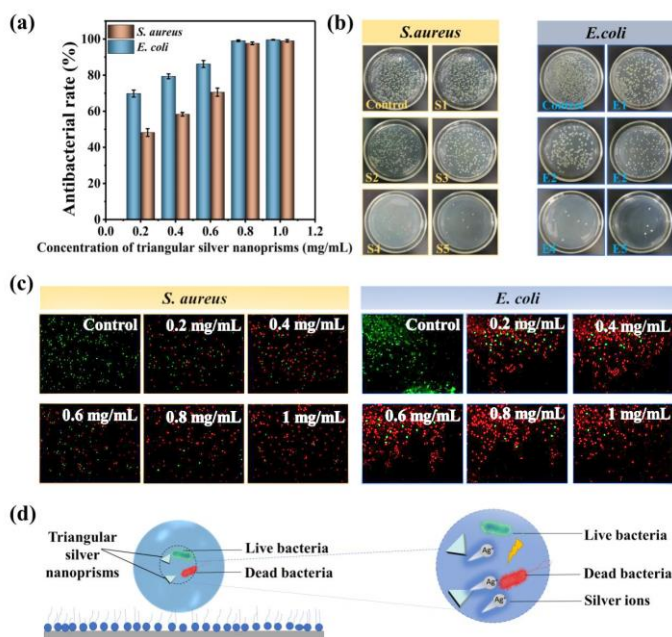 (a)
S. aureus
E. coli
Antibacterial rate (%)
100
80
60
40
20
0
0.0 0.2 0.4 0.6 0.8 1.0 1.2
Concentration of triangular silver nanoprisms (mg/mL)
(b)
S.aureus
E.coli
Control
S1
Control
E1
S2
S3
E2
S4
S5
(c)
S. aureus
E. coli
Control
0.2 mg/mL
0.4 mg/mL
Control
0.2 mg/mL
0.4 mg/mL
0.6 mg/mL
0.8 mg/mL
1 mg/mL
0.6 mg/mL
0.8 mg/mL
1 mg/mL
(d)
Triangular
silver
nanoprisms
Live bacteria
Dead bacteria
Ag
Ag
Ag
Live bacteria
Dead bacteria
Silver ions